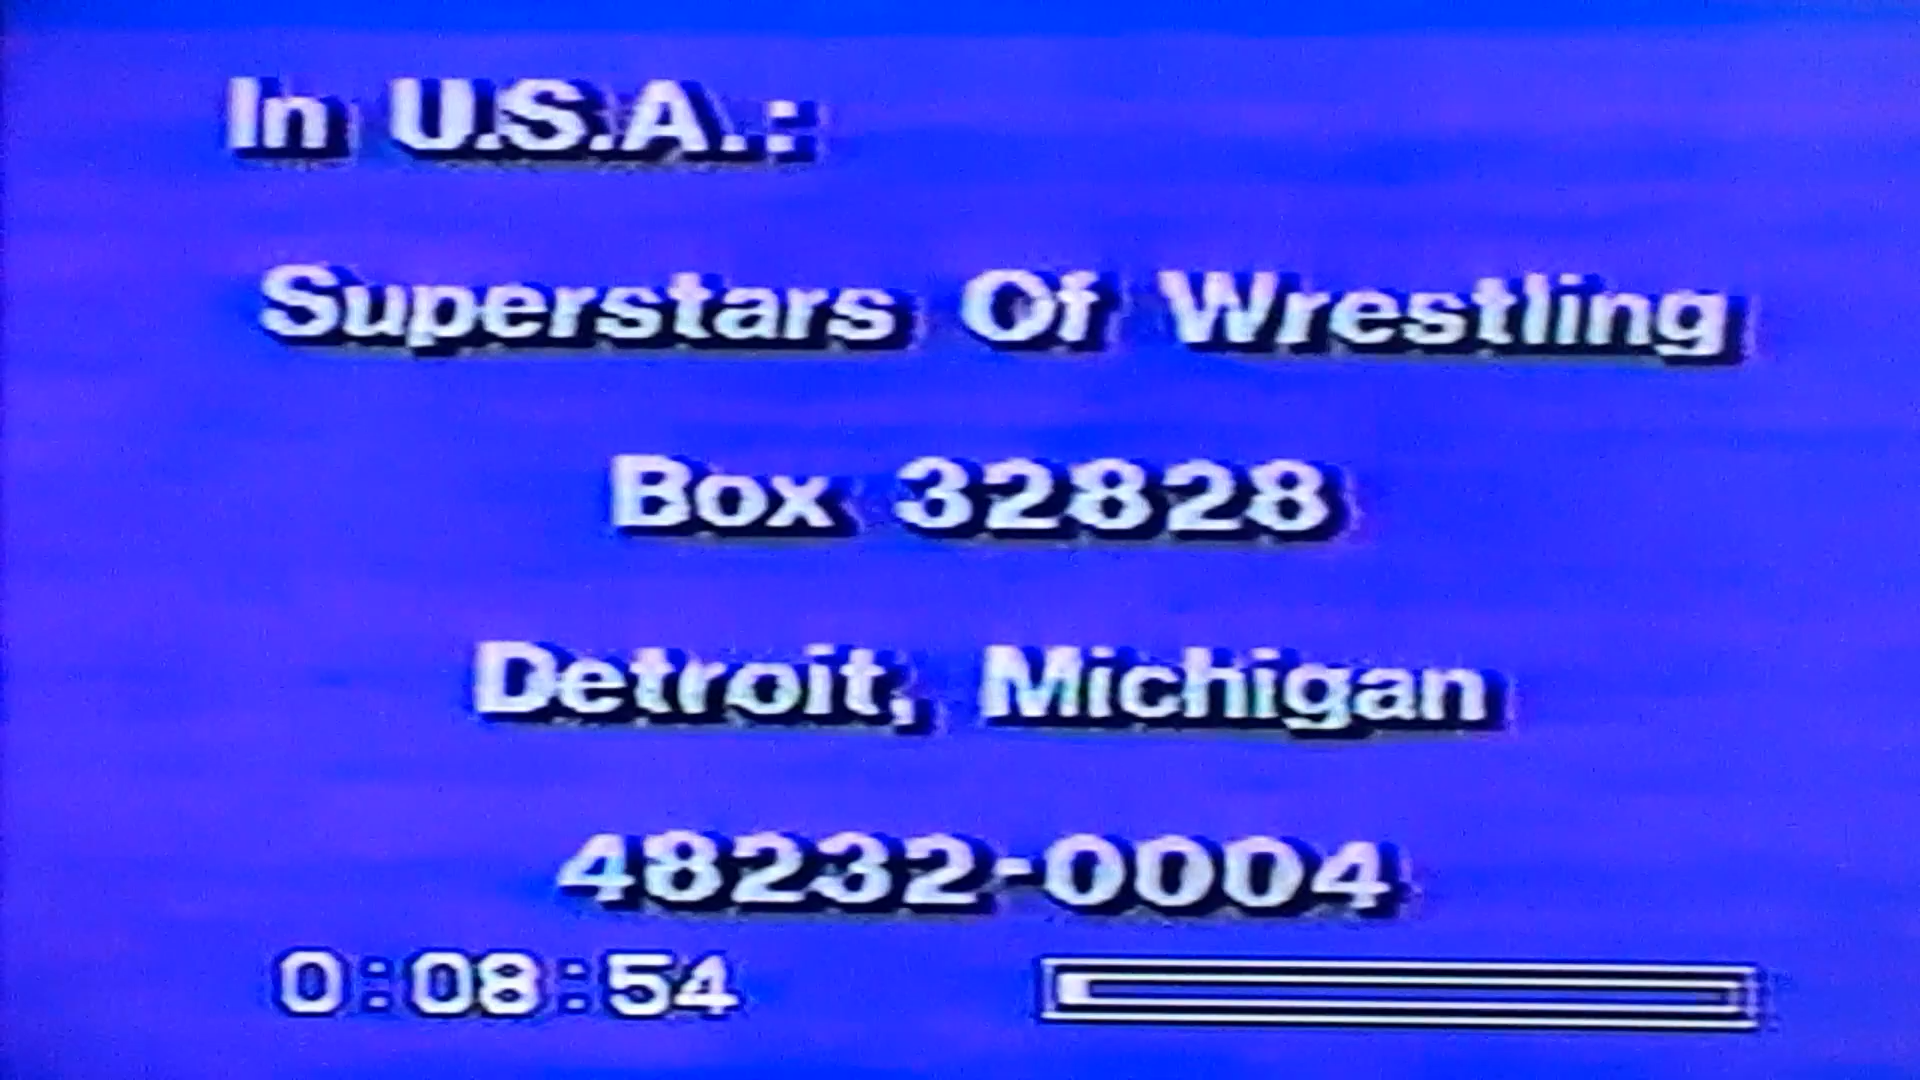 In U.S.A.:
Superstars Of Wrestling
Box 32828
Detroit, Michigan
48232-0004
0:08:54